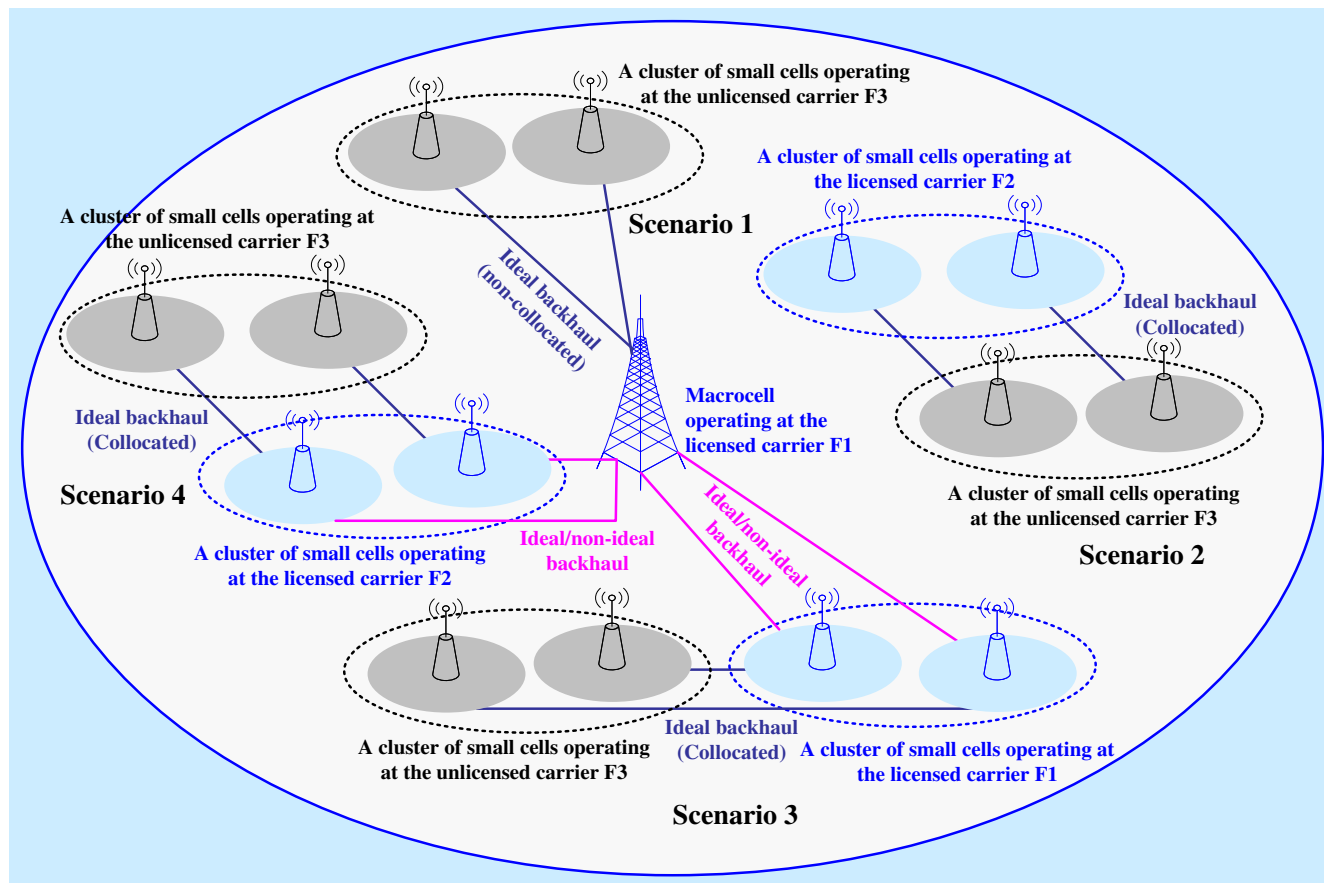 A cluster of small cells operating
at the unlicensed carrier F3
Scenario 1
Ideal backhaul
(non-collocated)
A cluster of small cells operating at
the licensed carrier F2
Ideal backhaul
(Collocated)
A cluster of small cells operating
at the unlicensed carrier F3
Scenario 2
A cluster of small cells operating at
the unlicensed carrier F3
Ideal backhaul
(Collocated)
Scenario 4
A cluster of small cells operating
at the licensed carrier F2
Ideal/non-ideal
backhaul
Macrocell
operating at the
licensed carrier F1
Ideal/non-ideal
backhaul
A cluster of small cells operating
at the unlicensed carrier F3
Ideal backhaul
(Collocated)
A cluster of small cells operating at
the licensed carrier F1
Scenario 3